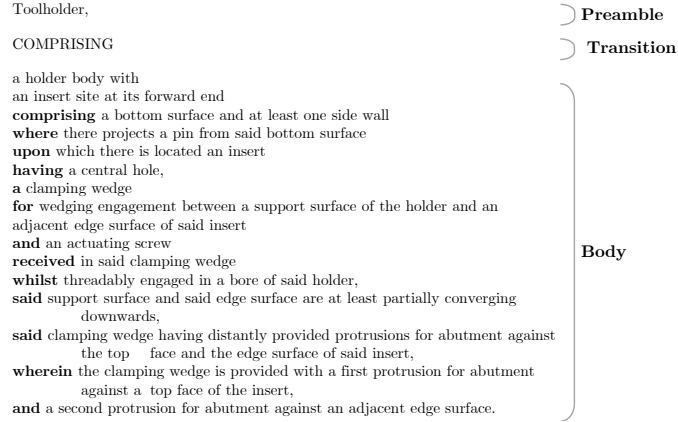 Toolholder,
Preamble
COMPRISING
Transition
a holder body with
an insert site at its forward end
comprising a bottom surface and at least one side wall
where there projects a pin from said bottom surface
upon which there is located an insert
having a central hole,
a clamping wedge
for wedging engagement between a support surface of the holder and an
adjacent edge surface of said insert
and an actuating screw
received in said clamping wedge
whilst threadably engaged in a bore of said holder,
said support surface and said edge surface are at least partially converging
downwards,
said clamping wedge having distantly provided protrusions for abutment against
the top face and the edge surface of said insert,
wherein the clamping wedge is provided with a first protrusion for abutment
against a top face of the insert,
and a second protrusion for abutment against an adjacent edge surface.
Body